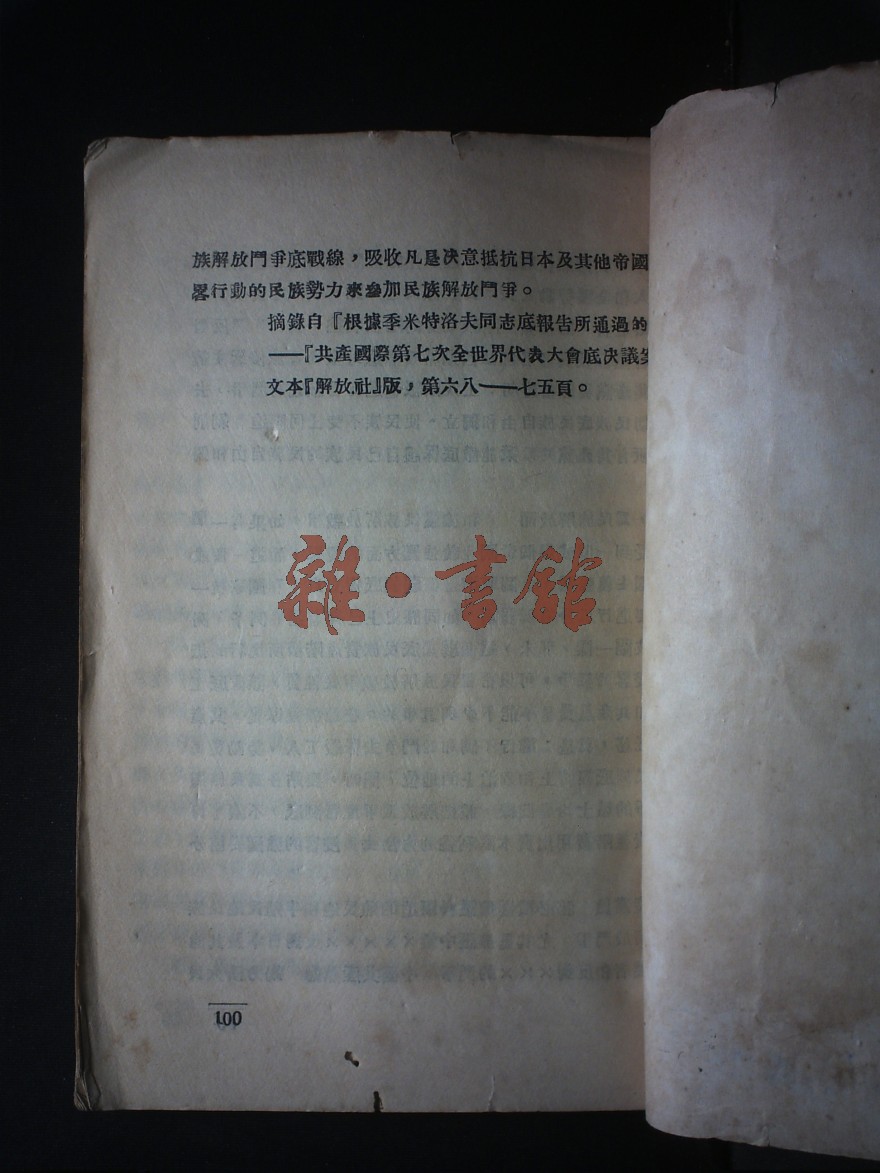 族解放鬥爭底戰線，吸收凡是決意抵抗日本及其他帝國
畧行動的民族勢力來參加民族解放鬥爭。
摘錄自『根據季米特洛夫同志底報告所通過的
——『共產國際第七次全世界代表大會底決議案
文本『解放社』版，第六八——七五頁。
雜·書館
100